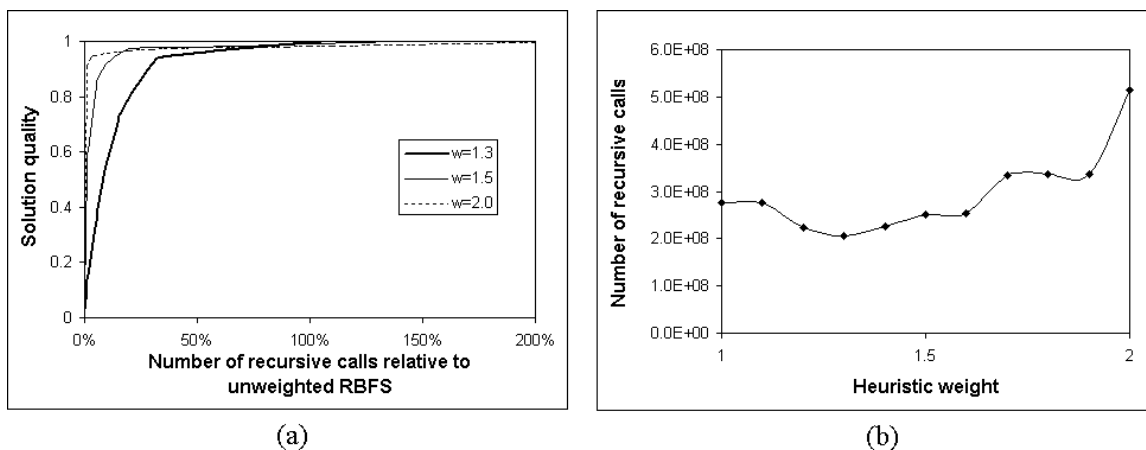 Solution quality
1
0.8
0.6
0.4
0.2
0
w=1.3
w=1.5
w=2.0
0%
50%
100%
150%
200%
Number of recursive calls relative to
unweighted RBFS
(a)
Number of recursive calls
6.0E+08
5.0E+08
4.0E+08
3.0E+08
2.0E+08
1.0E+08
0.0E+00
1
1.5
2
Heuristic weight
(b)